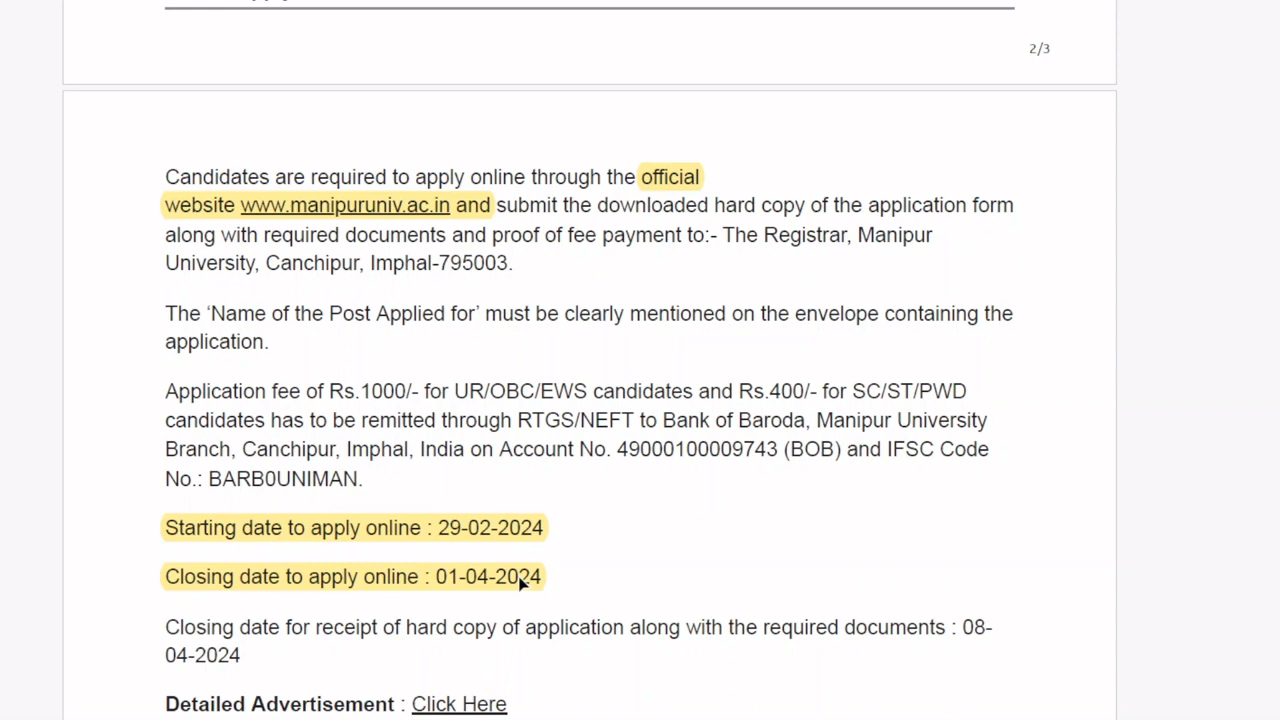 2/3
Candidates are required to apply online through the official
website www.manipuruniv.ac.in and submit the downloaded hard copy of the application form
along with required documents and proof of fee payment to:- The Registrar, Manipur
University, Canchipur, Imphal-795003.
The ‘Name of the Post Applied for’ must be clearly mentioned on the envelope containing the
application.
Application fee of Rs.1000/- for UR/OBC/EWS candidates and Rs.400/- for SC/ST/PWD
candidates has to be remitted through RTGS/NEFT to Bank of Baroda, Manipur University
Branch, Canchipur, Imphal, India on Account No. 49000100009743 (BOB) and IFSC Code
No.: BARB0UNIMAN.
Starting date to apply online : 29-02-2024
Closing date to apply online : 01-04-2024
Closing date for receipt of hard copy of application along with the required documents : 08-
04-2024
Detailed Advertisement : Click Here